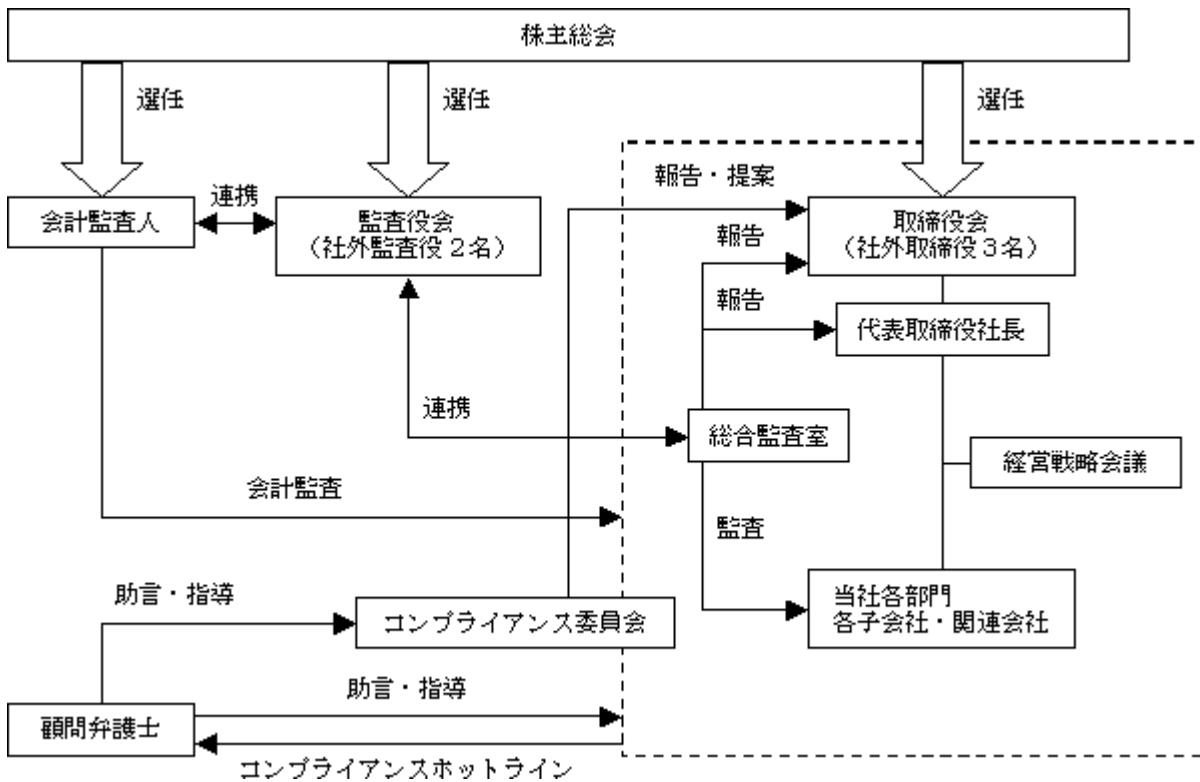 株主総会
選任
選任
選任
報告・提案
会計監査人
連携
監査役会
(社外監査役2名)
取締役会
(社外取締役3名)
報告
報告
代表取締役社長
連携
総合監査室
経営戦略会議
会計監査
監査
当社各部門
各子会社・関連会社
助言・指導
コンプライアンス委員会
助言・指導
顧問弁護士
コンプライアンスホットライン